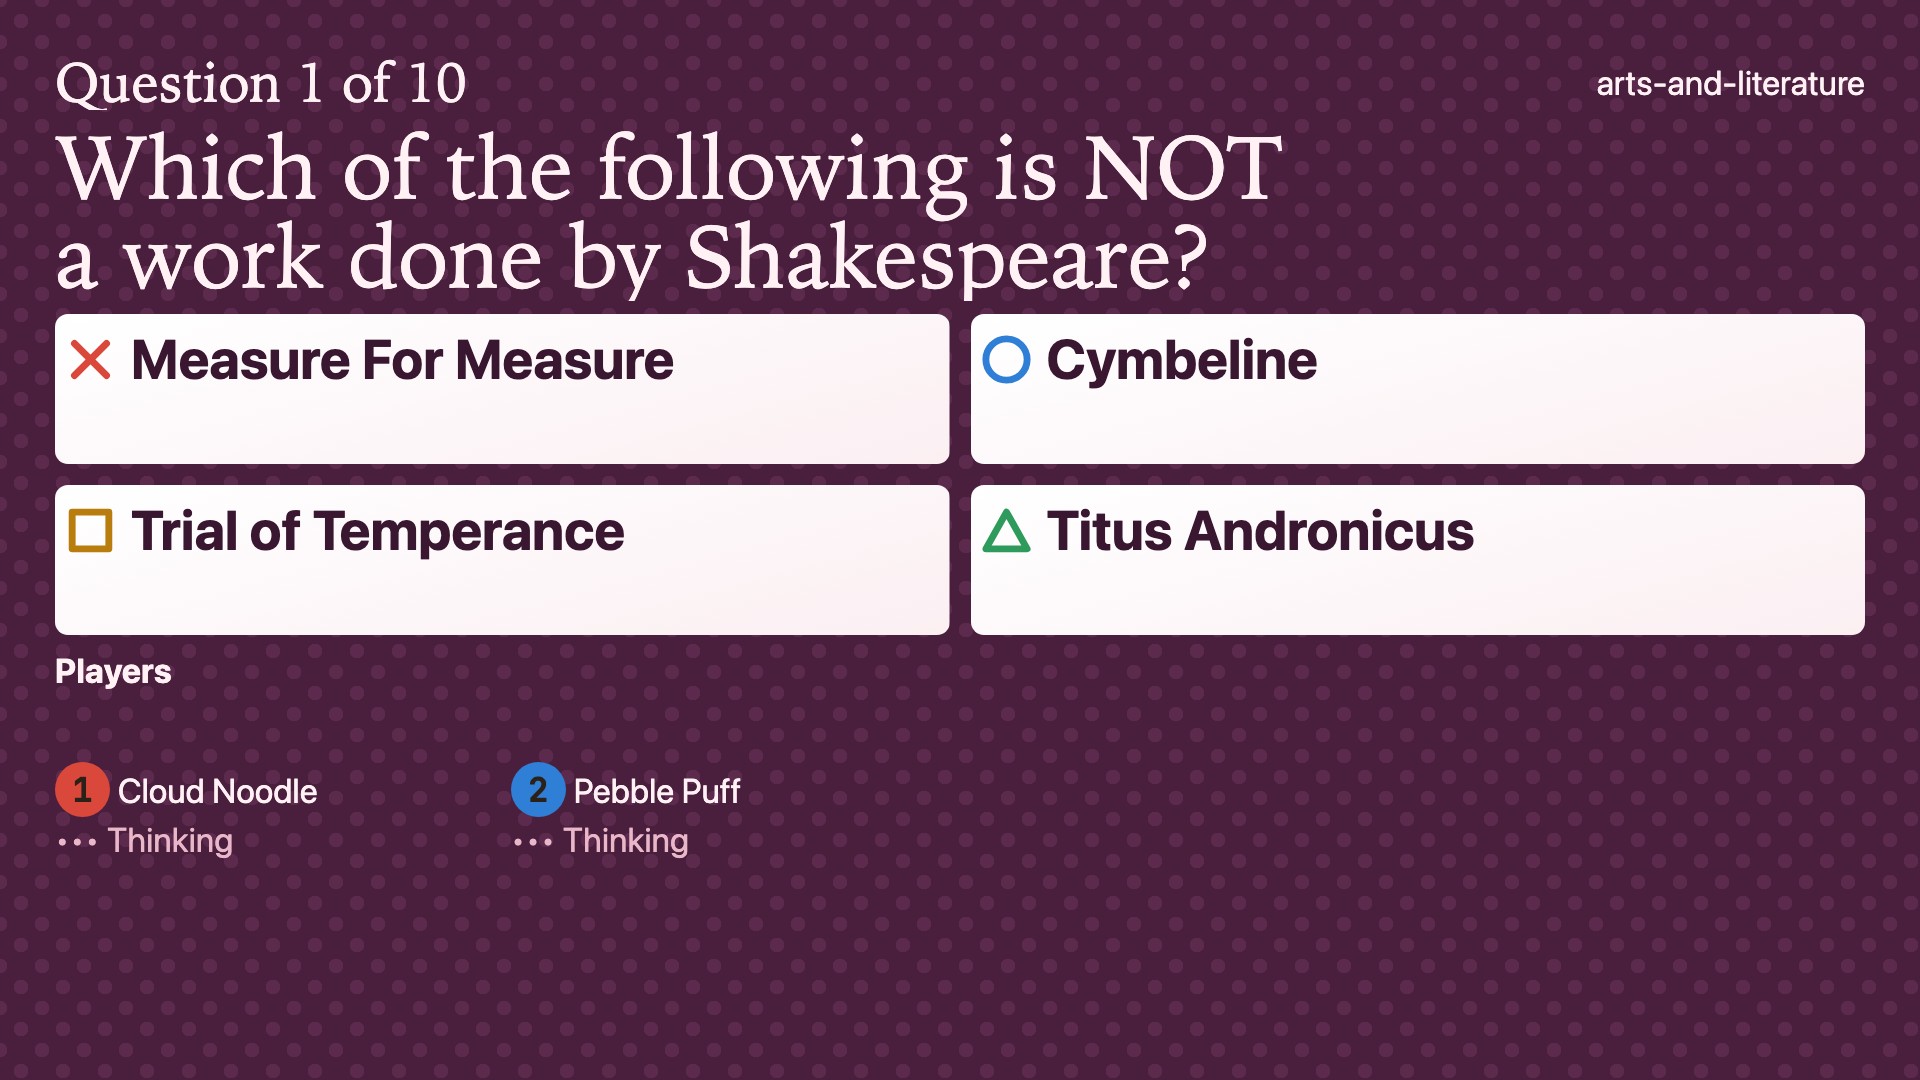 Question 1 of 10
arts-and-literature
Which of the following is NOT
a work done by Shakespeare?
Measure For Measure
Cymbeline
Trial of Temperance
Titus Andronicus
Players
1 Cloud Noodle
2 Pebble Puff
••• Thinking
••• Thinking